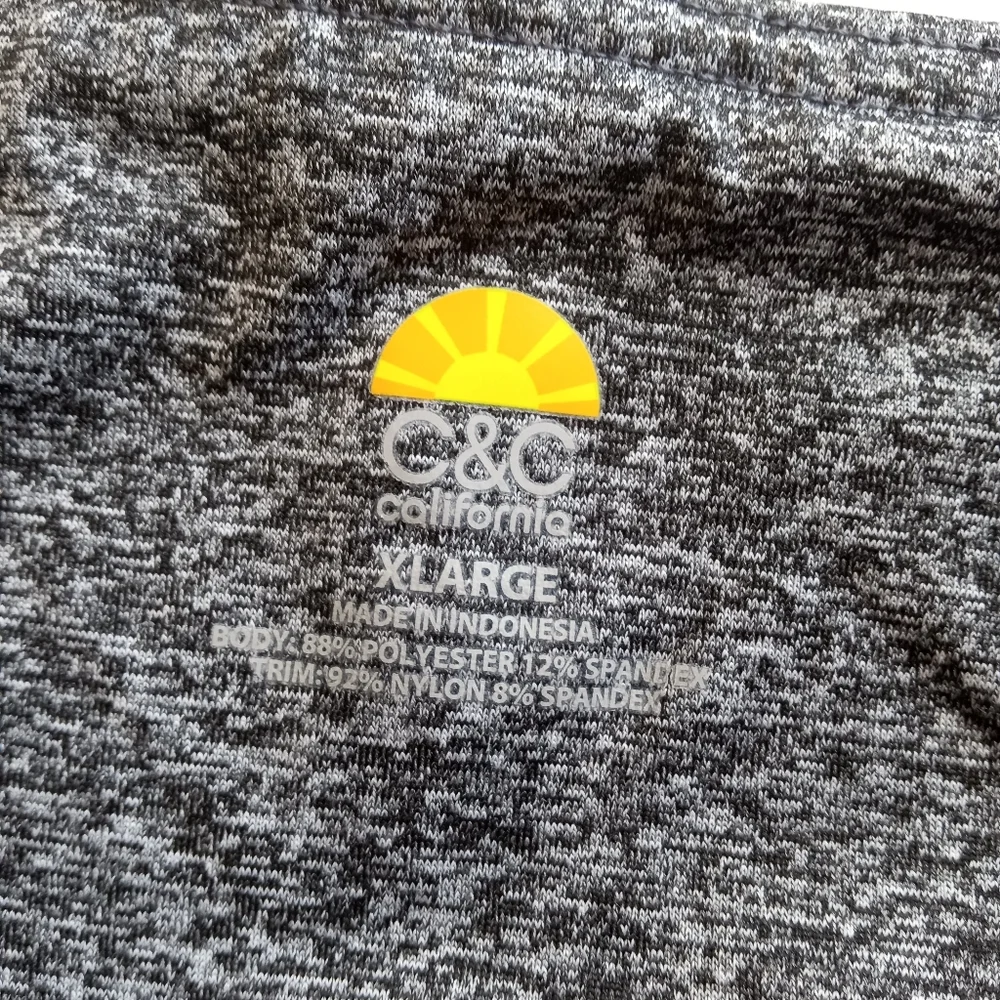 C&C
california
XLARGE
MADE IN INDONESIA
BODY: 88% POLYESTER 12% SPANDEX
TRIM: 92% NYLON 8% SPANDEX